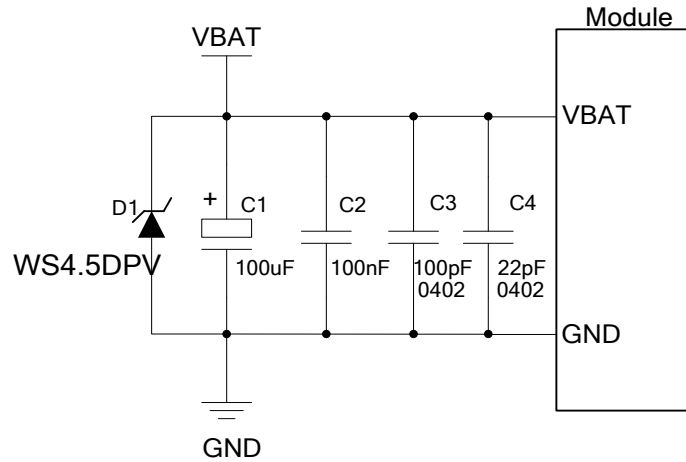 Module
VBAT
VBAT
D1
+
C1
C2
C3
C4
WS4.5DPV
100uF
100nF
100pF
0402
22pF
0402
GND
GND